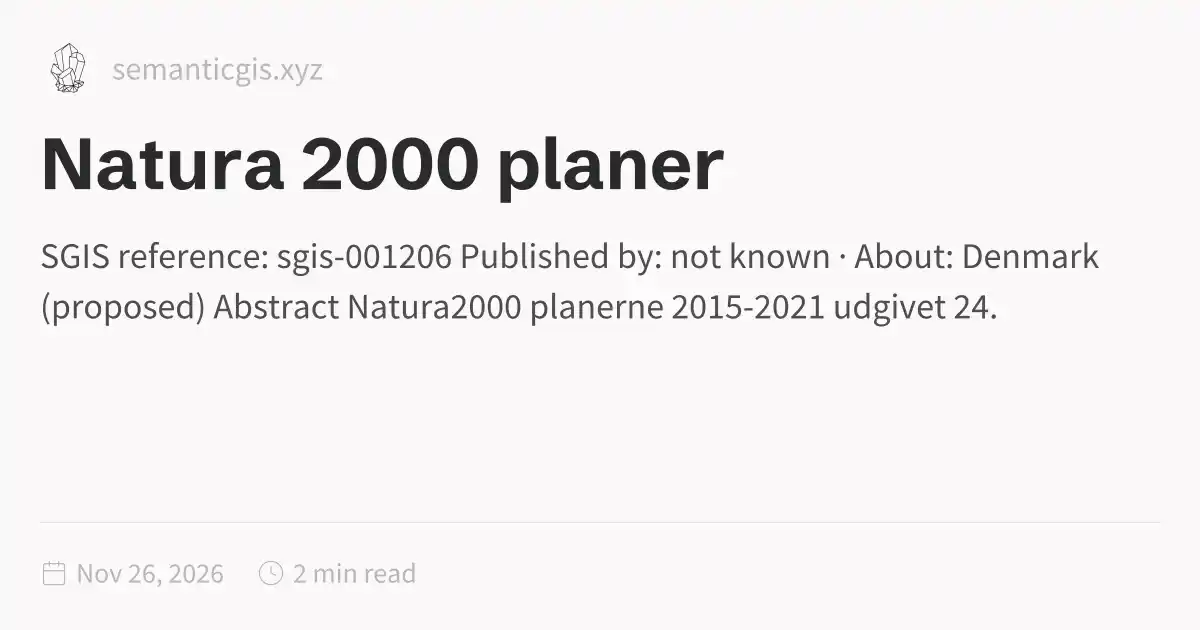 semanticgis.xyz
Natura 2000 planer
SGIS reference: sgis-001206 Published by: not known · About: Denmark
(proposed) Abstract Natura2000 planerne 2015-2021 udgivet 24.
Nov 26, 2026 2 min read